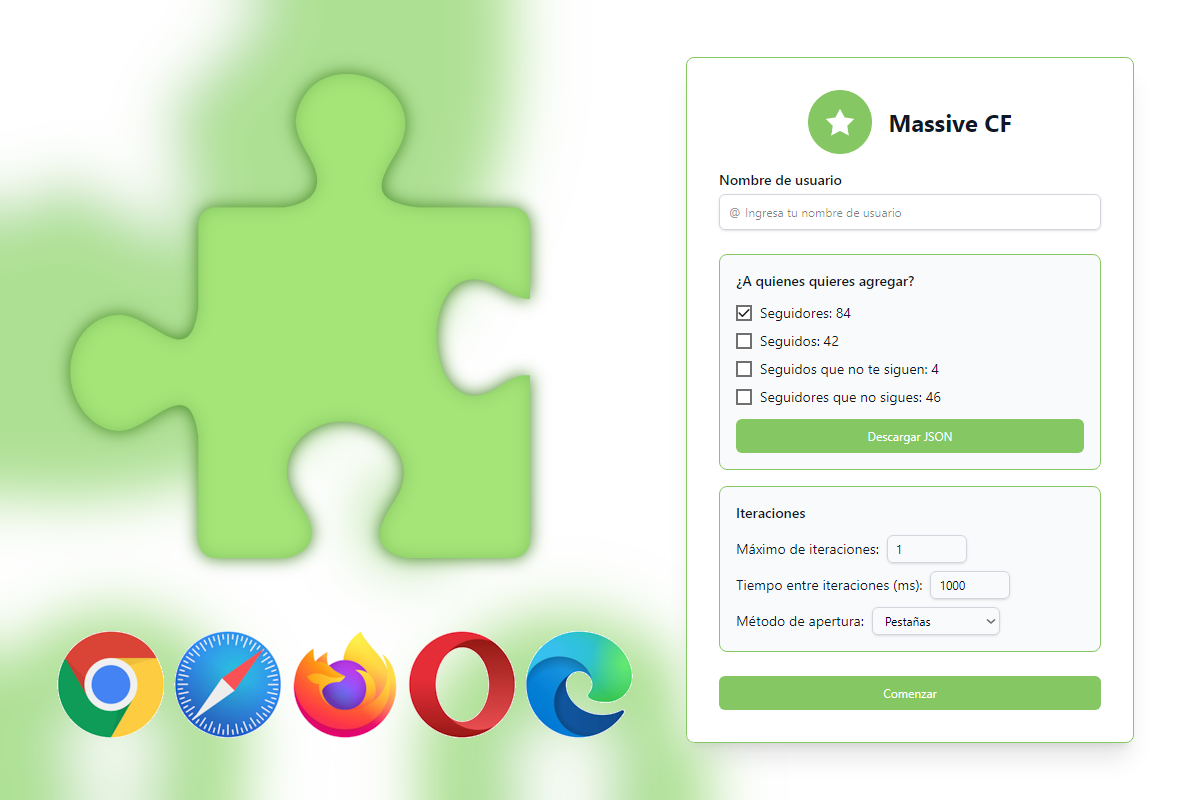 Massive CF
Nombre de usuario
@ Ingresa tu nombre de usuario
¿A quienes quieres agregar?
Seguidores: 84
Seguidos: 42
Seguidos que no te siguen: 4
Seguidores que no sigues: 46
Descargar JSON
Iteraciones
Máximo de iteraciones: 1
Tiempo entre iteraciones (ms): 1000
Método de apertura: Pestañas
Comenzar